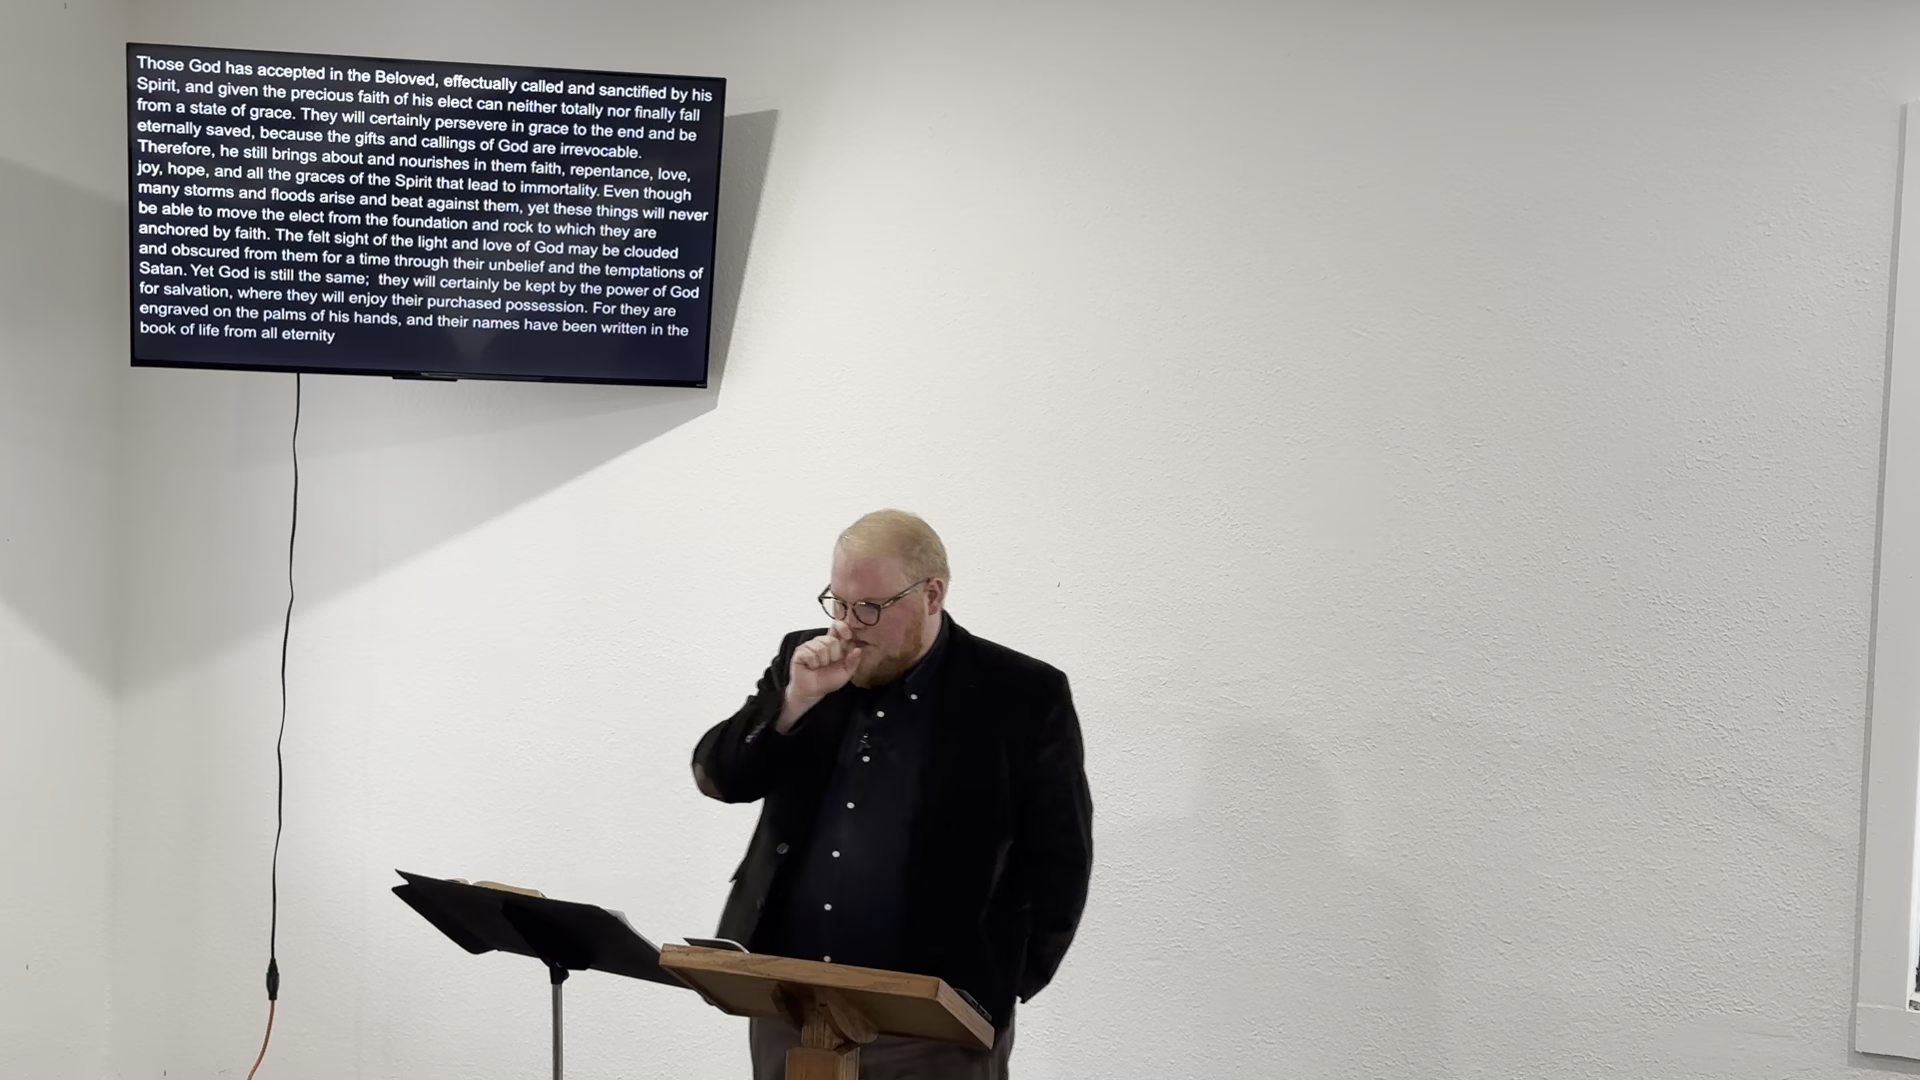 Those God has accepted in the Beloved, effectually called and sanctified by his
Spirit, and given the precious faith of his elect can neither totally nor finally fall
from a state of grace. They will certainly persevere in grace to the end and be
eternally saved, because the gifts and callings of God are irrevocable.
Therefore, he still brings about and nourishes in them faith, repentance, love,
joy, hope, and all the graces of the Spirit that lead to immortality. Even though
many storms and floods arise and beat against them, yet these things will never
be able to move the elect from the foundation and rock to which they are
anchored by faith. The felt sight of the light and love of God may be clouded
and obscured from them for a time through their unbelief and the temptations of
Satan. Yet God is still the same;  they will certainly be kept by the power of God
for salvation, where they will enjoy their purchased possession. For they are
engraved on the palms of his hands, and their names have been written in the
book of life from all eternity